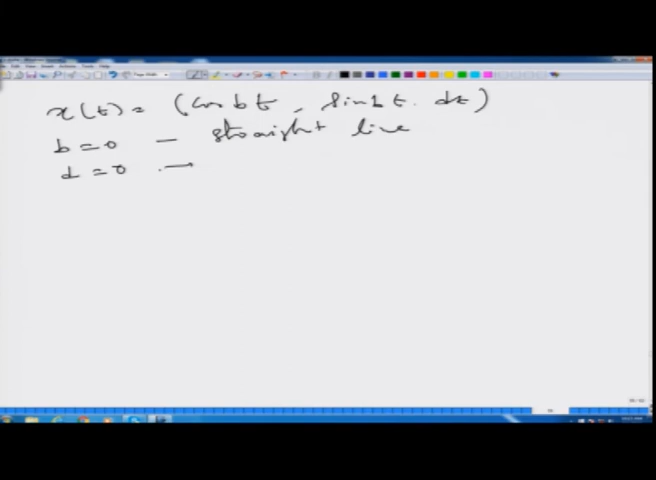 x(t) = (cos bt, sin bt, dt)
b = 0 — straight line
d = 0 —